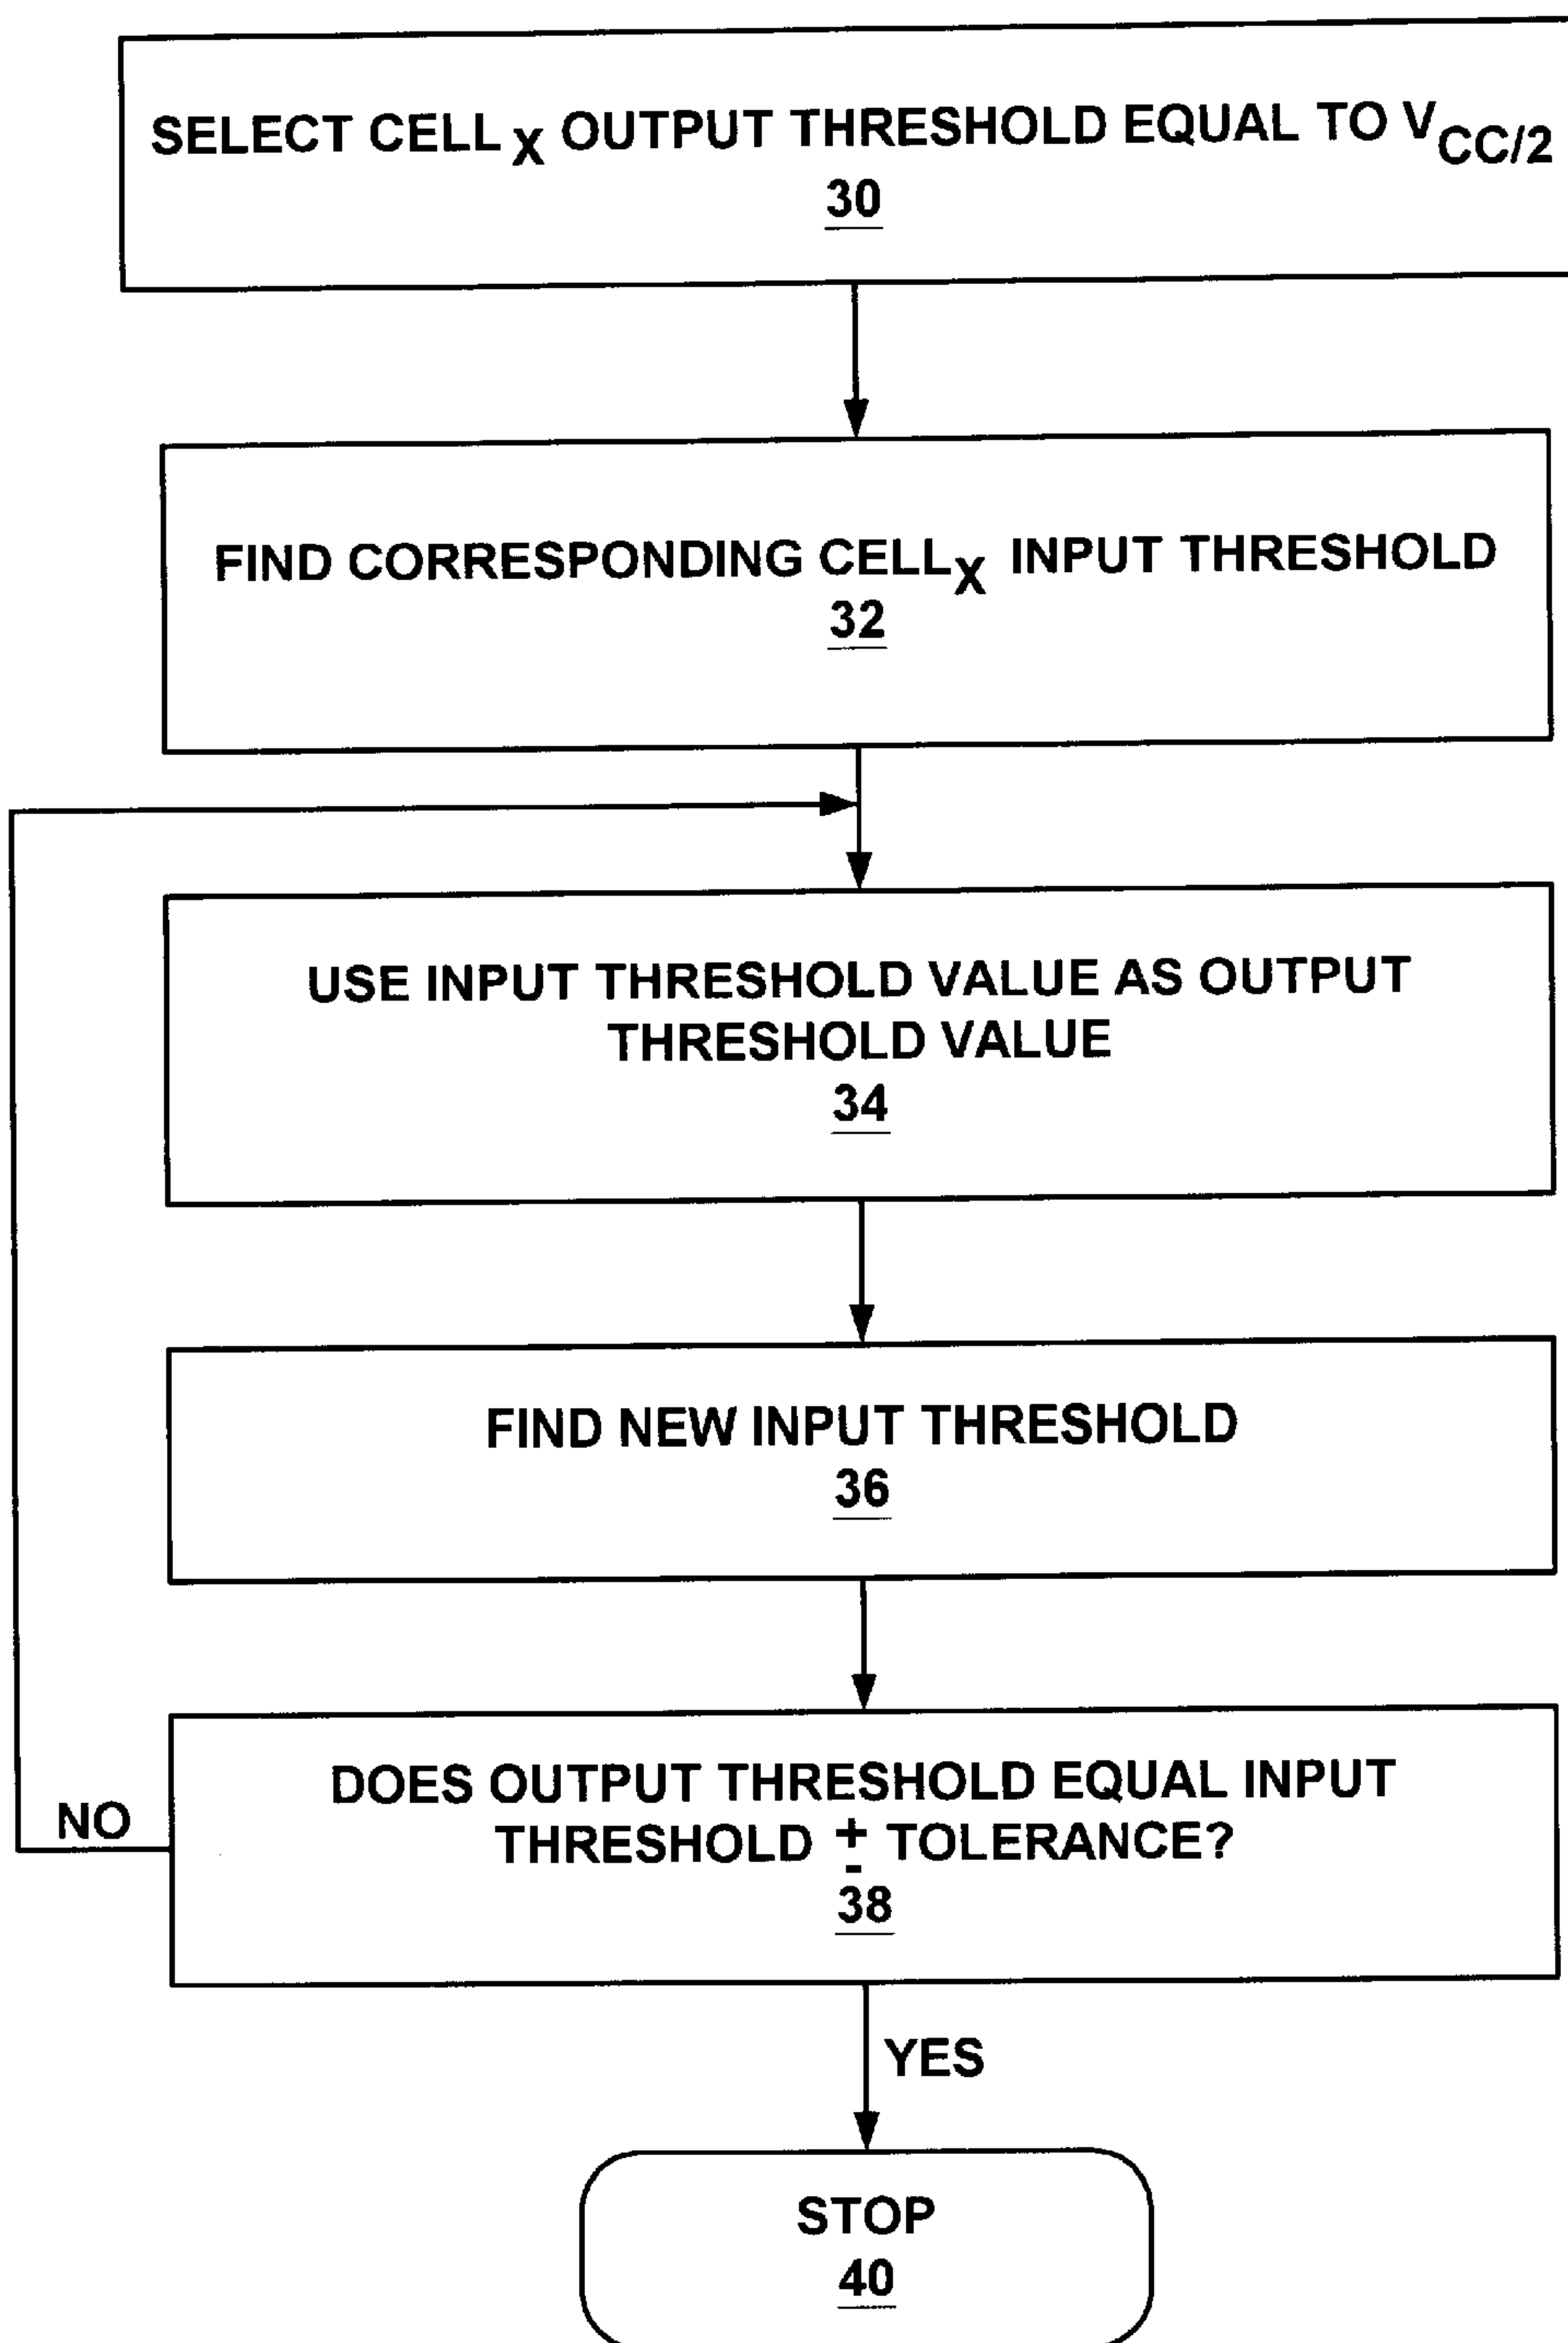 SELECT CELL X OUTPUT THRESHOLD EQUAL TO VCC/2
30
FIND CORRESPONDING CELLX INPUT THRESHOLD
32
USE INPUT THRESHOLD VALUE AS OUTPUT
THRESHOLD VALUE
34
FIND NEW INPUT THRESHOLD
36
DOES OUTPUT THRESHOLD EQUAL INPUT
THRESHOLD ± TOLERANCE?
38
NO
YES
STOP
40